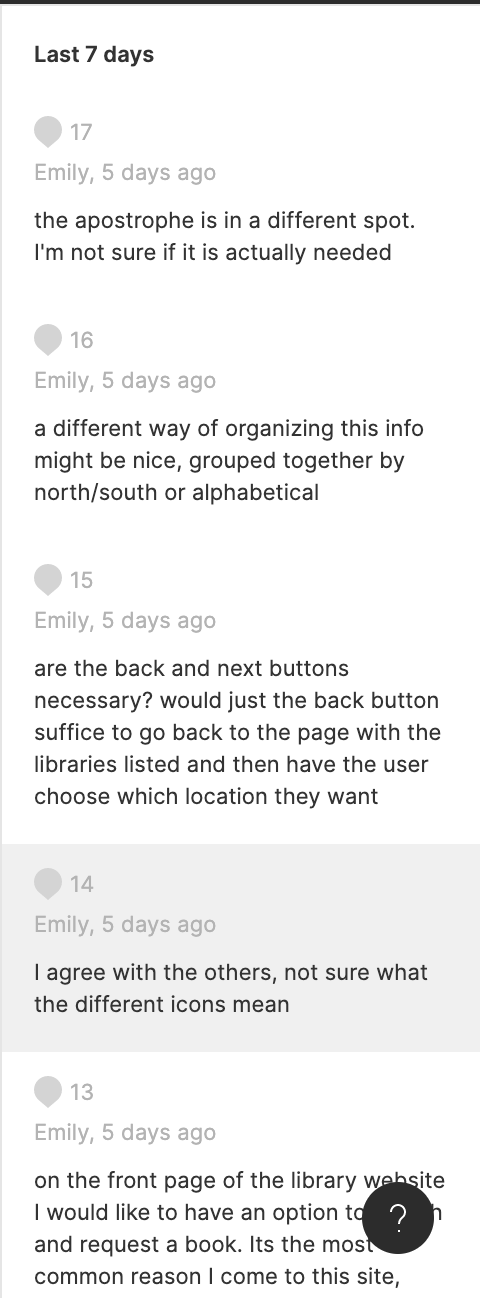 Last 7 days
17
Emily, 5 days ago
the apostrophe is in a different spot.
I'm not sure if it is actually needed
16
Emily, 5 days ago
a different way of organizing this info
might be nice, grouped together by
north/south or alphabetical
15
Emily, 5 days ago
are the back and next buttons
necessary? would just the back button
suffice to go back to the page with the
libraries listed and then have the user
choose which location they want
14
Emily, 5 days ago
I agree with the others, not sure what
the different icons mean
13
Emily, 5 days ago
on the front page of the library website
I would like to have an option to
and request a book. Its the most
common reason I come to this site,
?